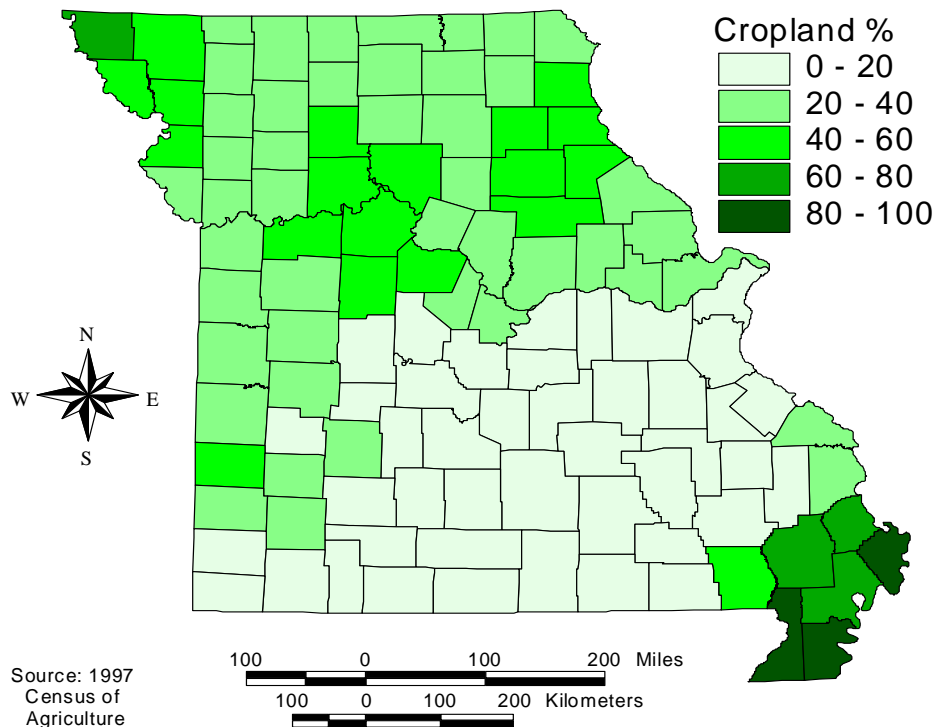 Cropland %
0 - 20
20 - 40
40 - 60
60 - 80
80 - 100
N
W E
S
Source: 1997
Census of
Agriculture
100 0 100 200 Miles
100 0 100 200 Kilometers